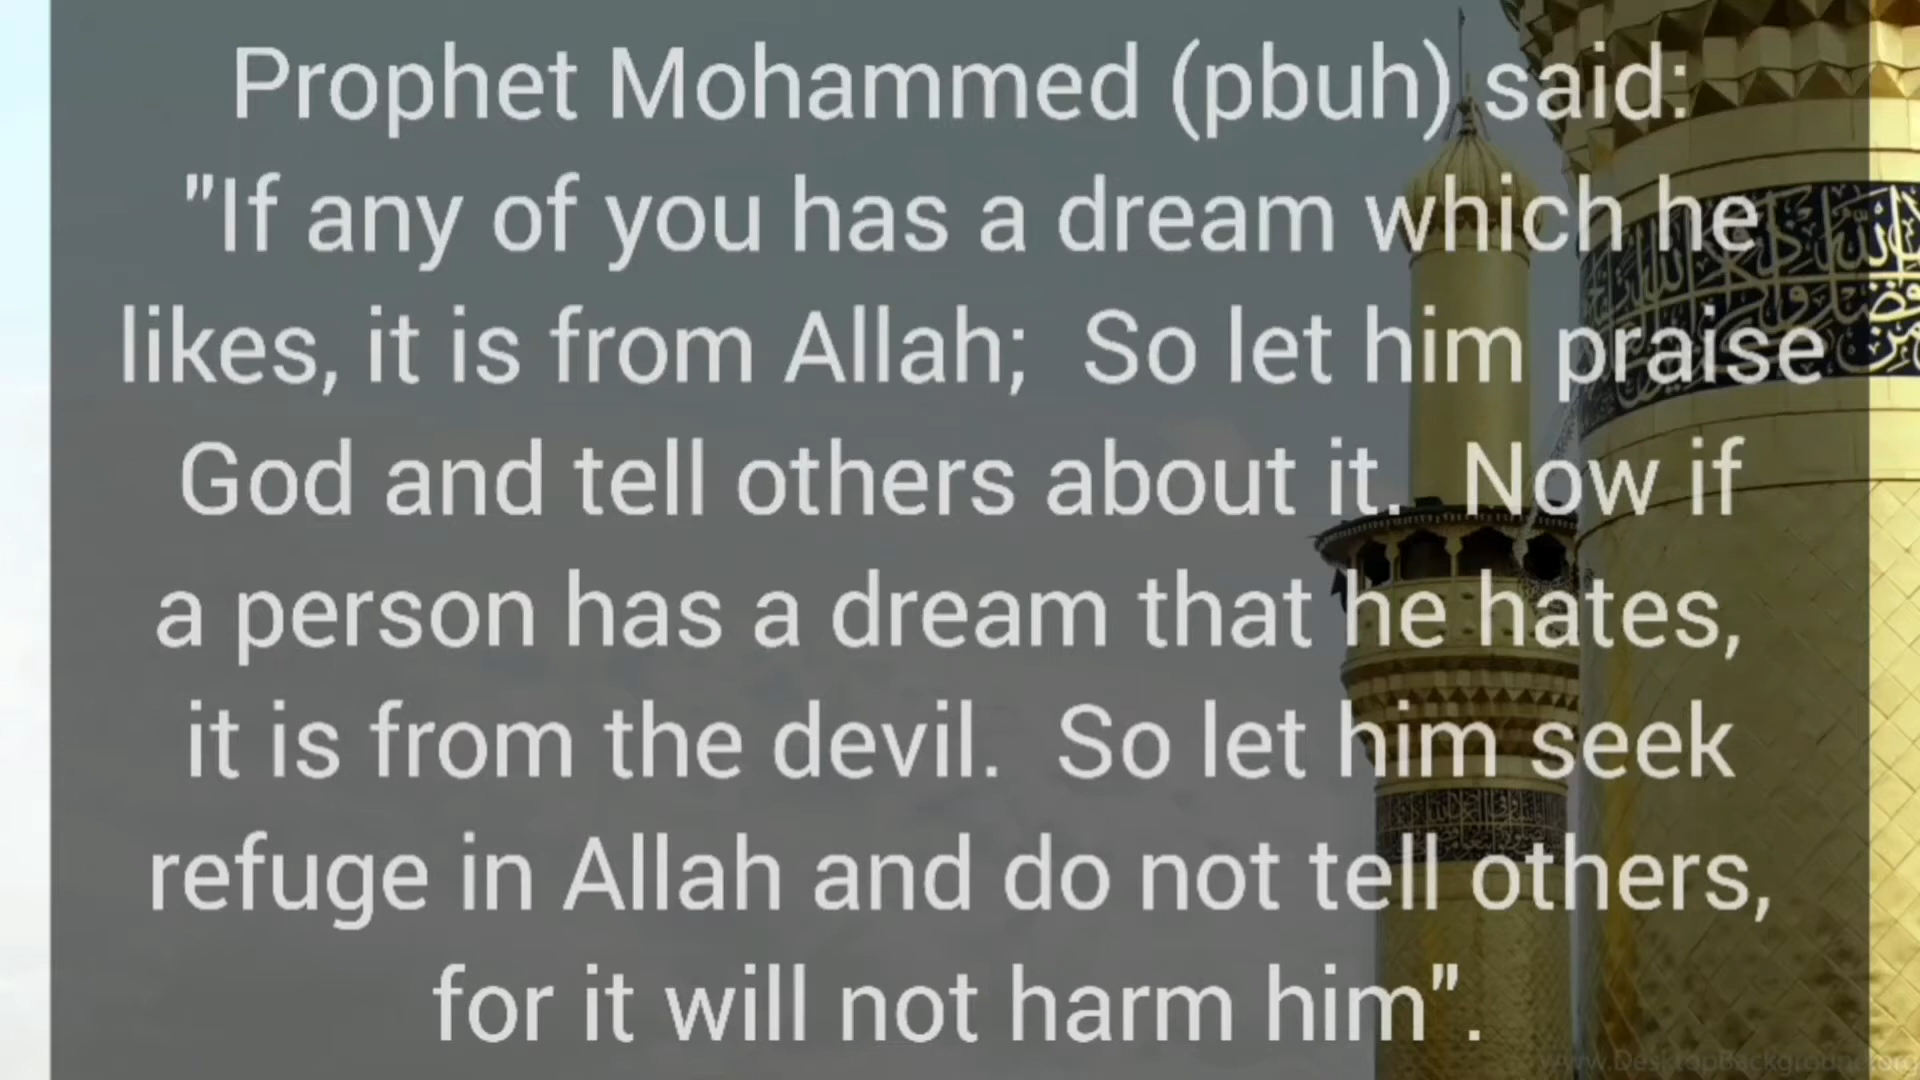 Prophet Mohammed (pbuh) said:
"If any of you has a dream which he
likes, it is from Allah;  So let him praise
God and tell others about it.  Now if
a person has a dream that he hates,
it is from the devil.  So let him seek
refuge in Allah and do not tell others,
for it will not harm him".
www.DesktopBackground.org